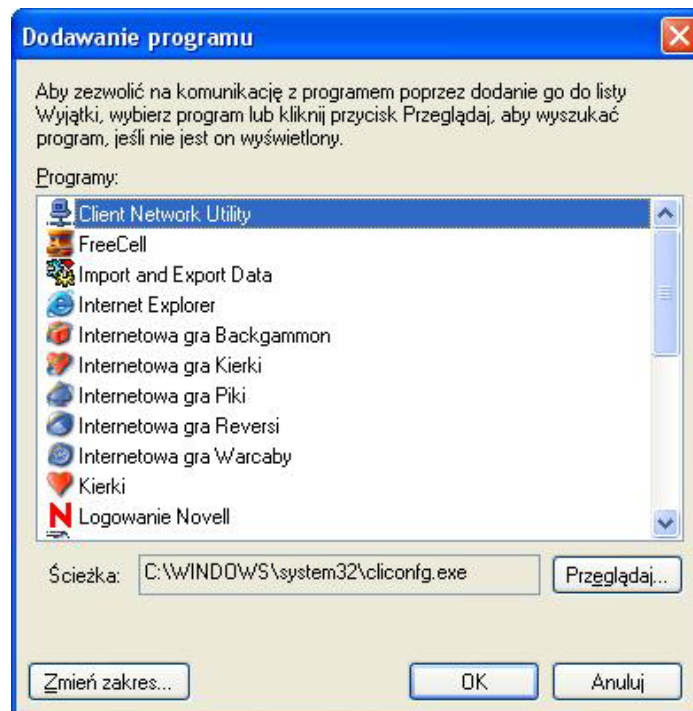 Dodawanie programu
Aby zezwolić na komunikację z programem poprzez dodanie go do listy
Wyjątki, wybierz program lub kliknij przycisk Przeglądaj, aby wyszukać
program, jeśli nie jest on wyświetlony.
Programy:
Client Network Utility
FreeCell
Import and Export Data
Internet Explorer
Internetowa gra Backgammon
Internetowa gra Kierki
Internetowa gra Piki
Internetowa gra Reversi
Internetowa gra Warcaby
Kierki
Logowanie Novell
Ścieżka: C:\WINDOWS\system32\cliconfg.exe Przeglądaj...
Zmień zakres... OK Anuluj